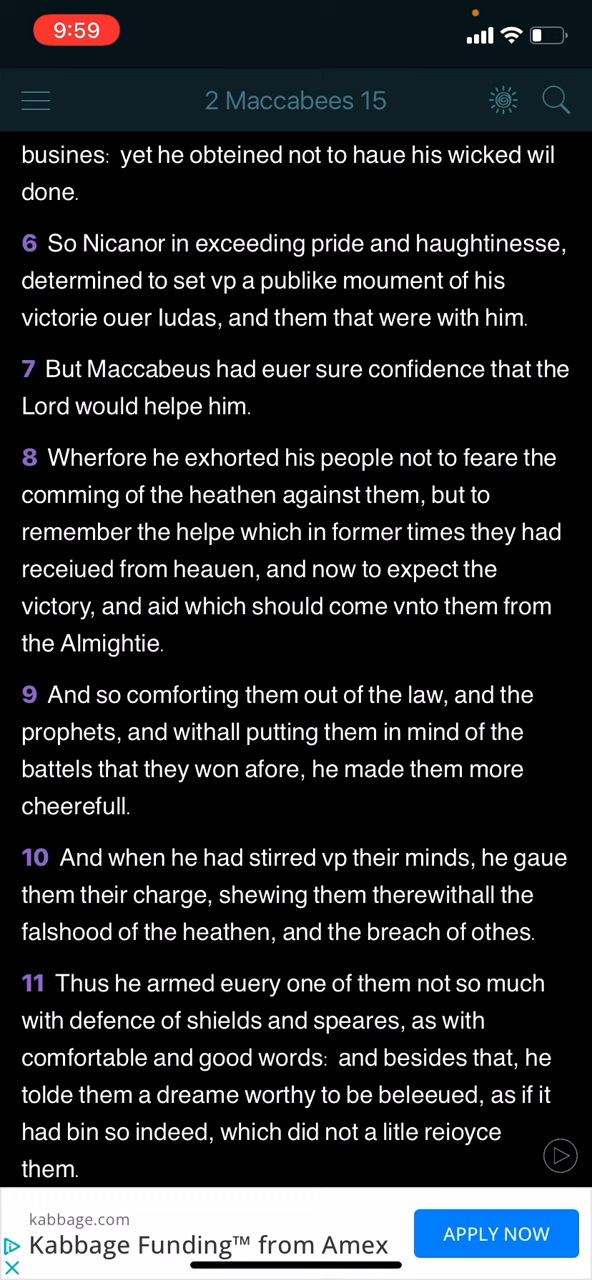 9:59
2 Maccabees 15
busines: yet he obteined not to haue his wicked wil
done.
6 So Nicanor in exceeding pride and haughtinesse,
determined to set vp a publike moument of his
victorie ouer Iudas, and them that were with him.
7 But Maccabeus had euer sure confidence that the
Lord would helpe him.
8 Wherfore he exhorted his people not to feare the
comming of the heathen against them, but to
remember the helpe which in former times they had
receiued from heauen, and now to expect the
victory, and aid which should come vnto them from
the Almightie.
9 And so comforting them out of the law, and the
prophets, and withall putting them in mind of the
battels that they won afore, he made them more
cheerefull.
10 And when he had stirred vp their minds, he gaue
them their charge, shewing them therewithall the
falshood of the heathen, and the breach of othes.
11 Thus he armed euery one of them not so much
with defence of shields and speares, as with
comfortable and good words: and besides that, he
tolde them a dreame worthy to be beleeued, as if it
had bin so indeed, which did not a litle reioyce
them.
kabbage.com
Kabbage Funding™ from Amex
APPLY NOW